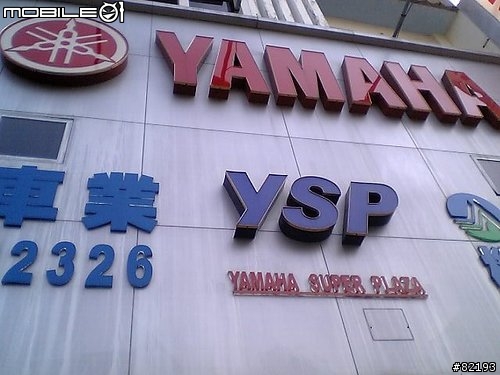 MOBILE01
YAMAHA
車業
YSP
2326
YAMAHA SUPER PLAZA
#82193